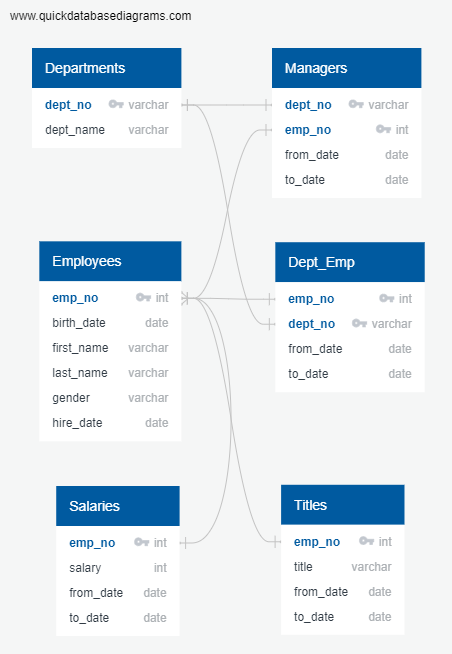 www.quickdatabasediagrams.com
Departments
dept_no varchar
dept_name varchar
Managers
dept_no varchar
emp_no int
from_date date
to_date date
Employees
emp_no int
birth_date date
first_name varchar
last_name varchar
gender varchar
hire_date date
Dept_Emp
emp_no int
dept_no varchar
from_date date
to_date date
Salaries
emp_no int
salary int
from_date date
to_date date
Titles
emp_no int
title varchar
from_date date
to_date date